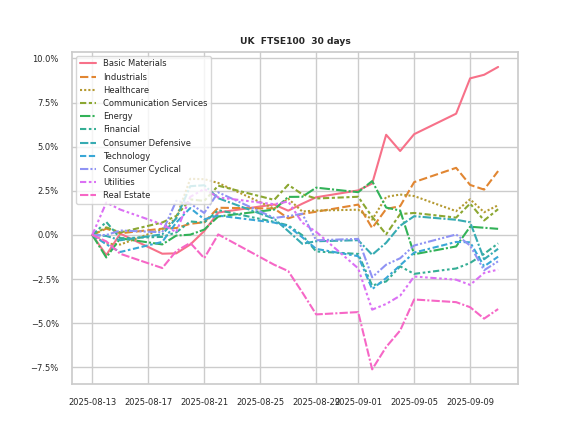 UK  FTSE100  30 days
10.0%
7.5%
5.0%
2.5%
0.0%
−2.5%
−5.0%
−7.5%
Basic Materials
Industrials
Healthcare
Communication Services
Energy
Financial
Consumer Defensive
Technology
Consumer Cyclical
Utilities
Real Estate
2025-08-13 2025-08-17 2025-08-21 2025-08-25 2025-08-29 2025-09-01 2025-09-05 2025-09-09